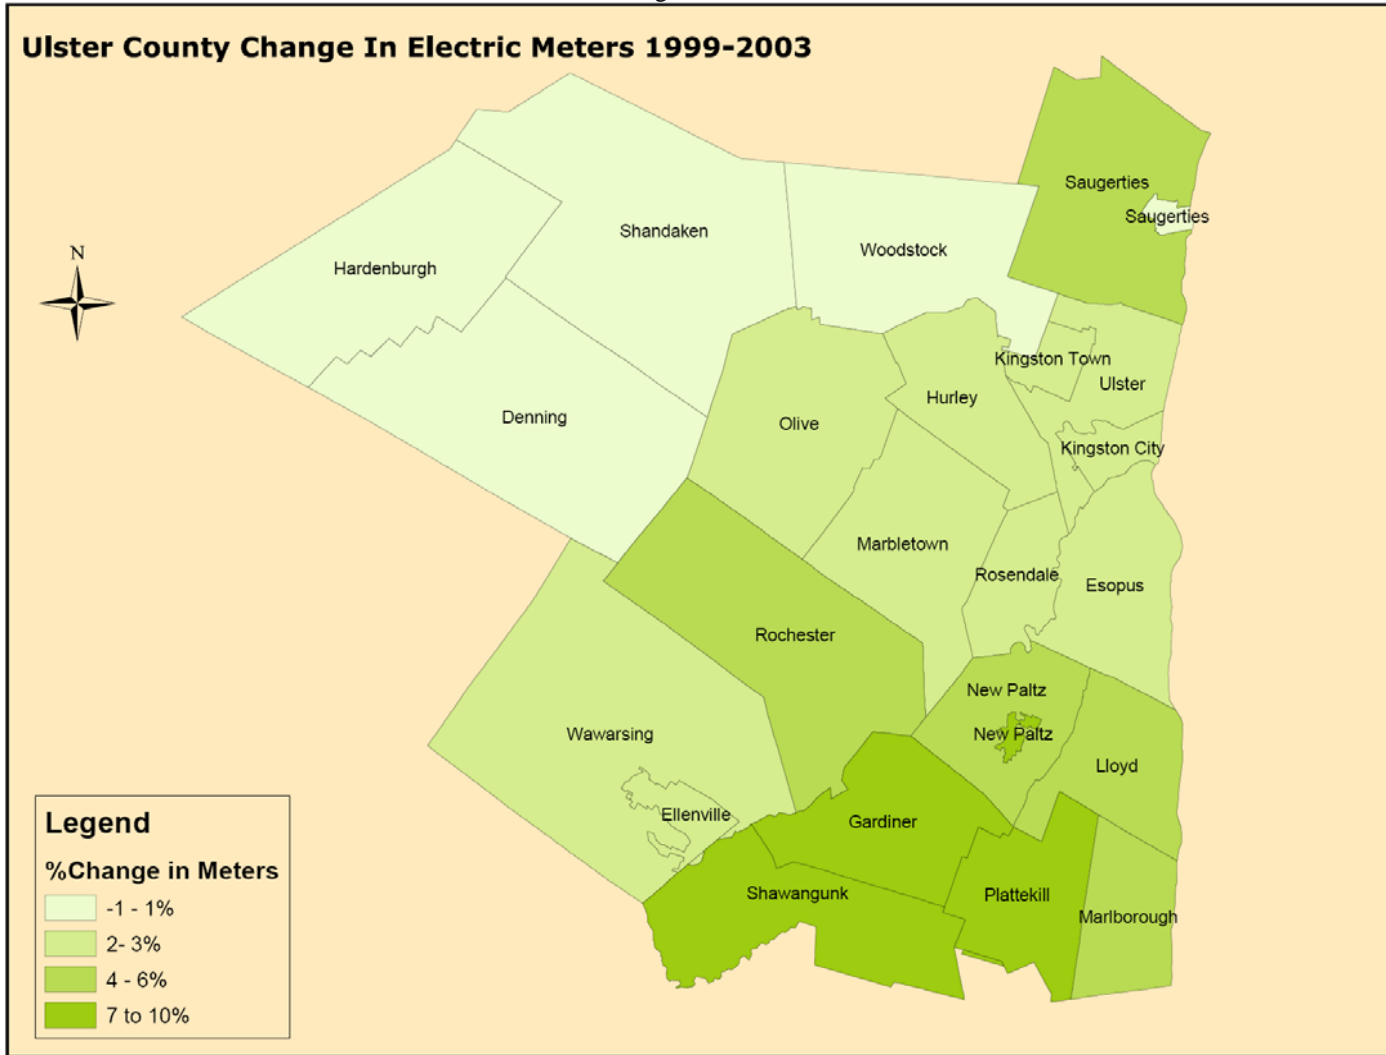 Ulster County Change In Electric Meters 1999-2003
Saugerties
Saugerties
Shandaken
Woodstock
Hardenburgh
N
Kingston Town
Ulster
Hurley
Denning
Olive
Kingston City
Marbletown
Rosendale
Esopus
Rochester
New Paltz
New Paltz
Wawarsing
Lloyd
Ellenville
Gardiner
Shawangunk
Plattekill
Marlborough
Legend
%Change in Meters
-1 - 1%
2- 3%
4 - 6%
7 to 10%